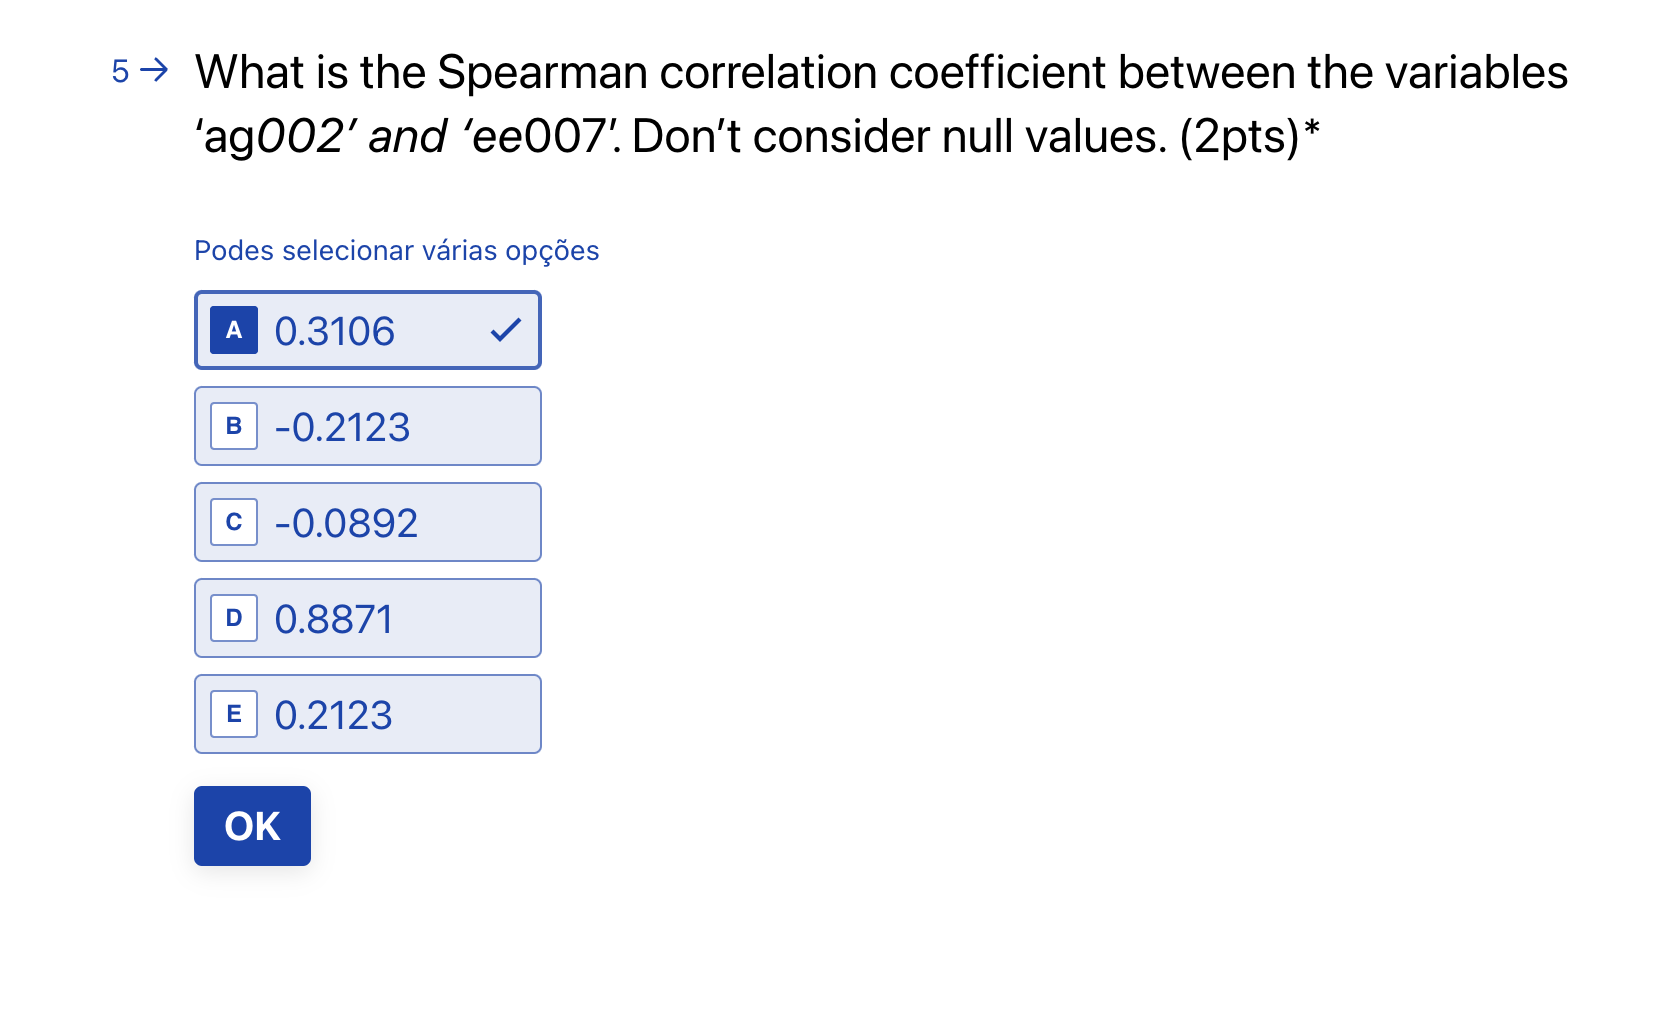 5 → What is the Spearman correlation coefficient between the variables
‘ag002’ and ‘ee007’. Don’t consider null values. (2pts)*
Podes selecionar várias opções
A 0.3106 ✓
B -0.2123
C -0.0892
D 0.8871
E 0.2123
OK